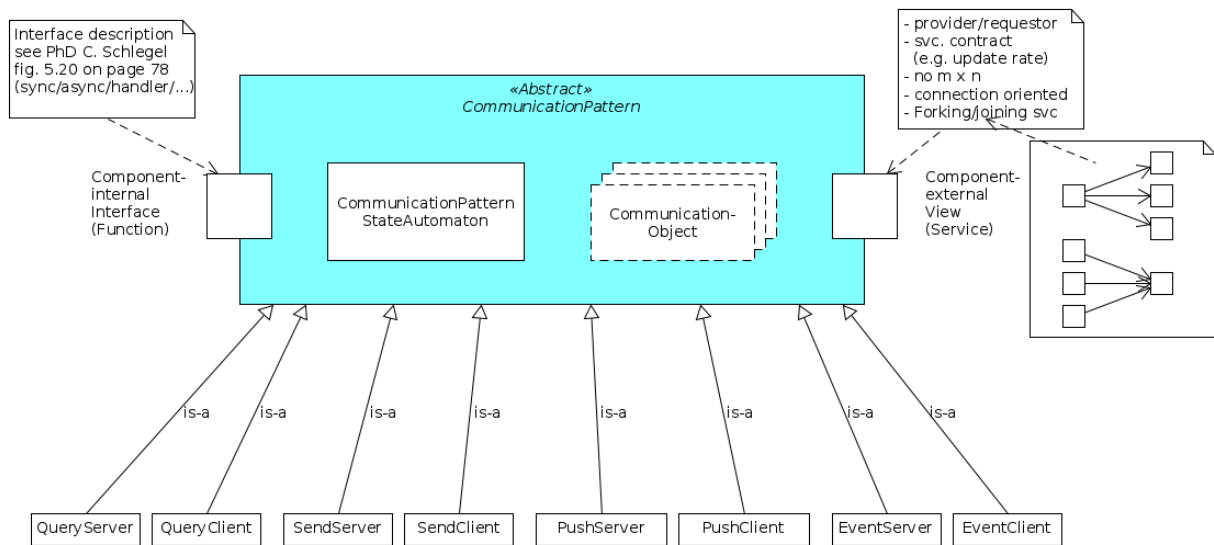 Interface description
see PhD C. Schlegel
fig. 5.20 on page 78
(sync/async/handler/...)
«Abstract»
CommunicationPattern
- provider/requestor
- svc. contract
(e.g. update rate)
- no m x n
- connection oriented
- Forking/joining svc
Component-
internal
Interface
(Function)
CommunicationPattern
StateAutomaton
Communication-
Object
Component-
external
View
(Service)
is-a
is-a
is-a
is-a
is-a
is-a
is-a
is-a
QueryServer
QueryClient
SendServer
SendClient
PushServer
PushClient
EventServer
EventClient